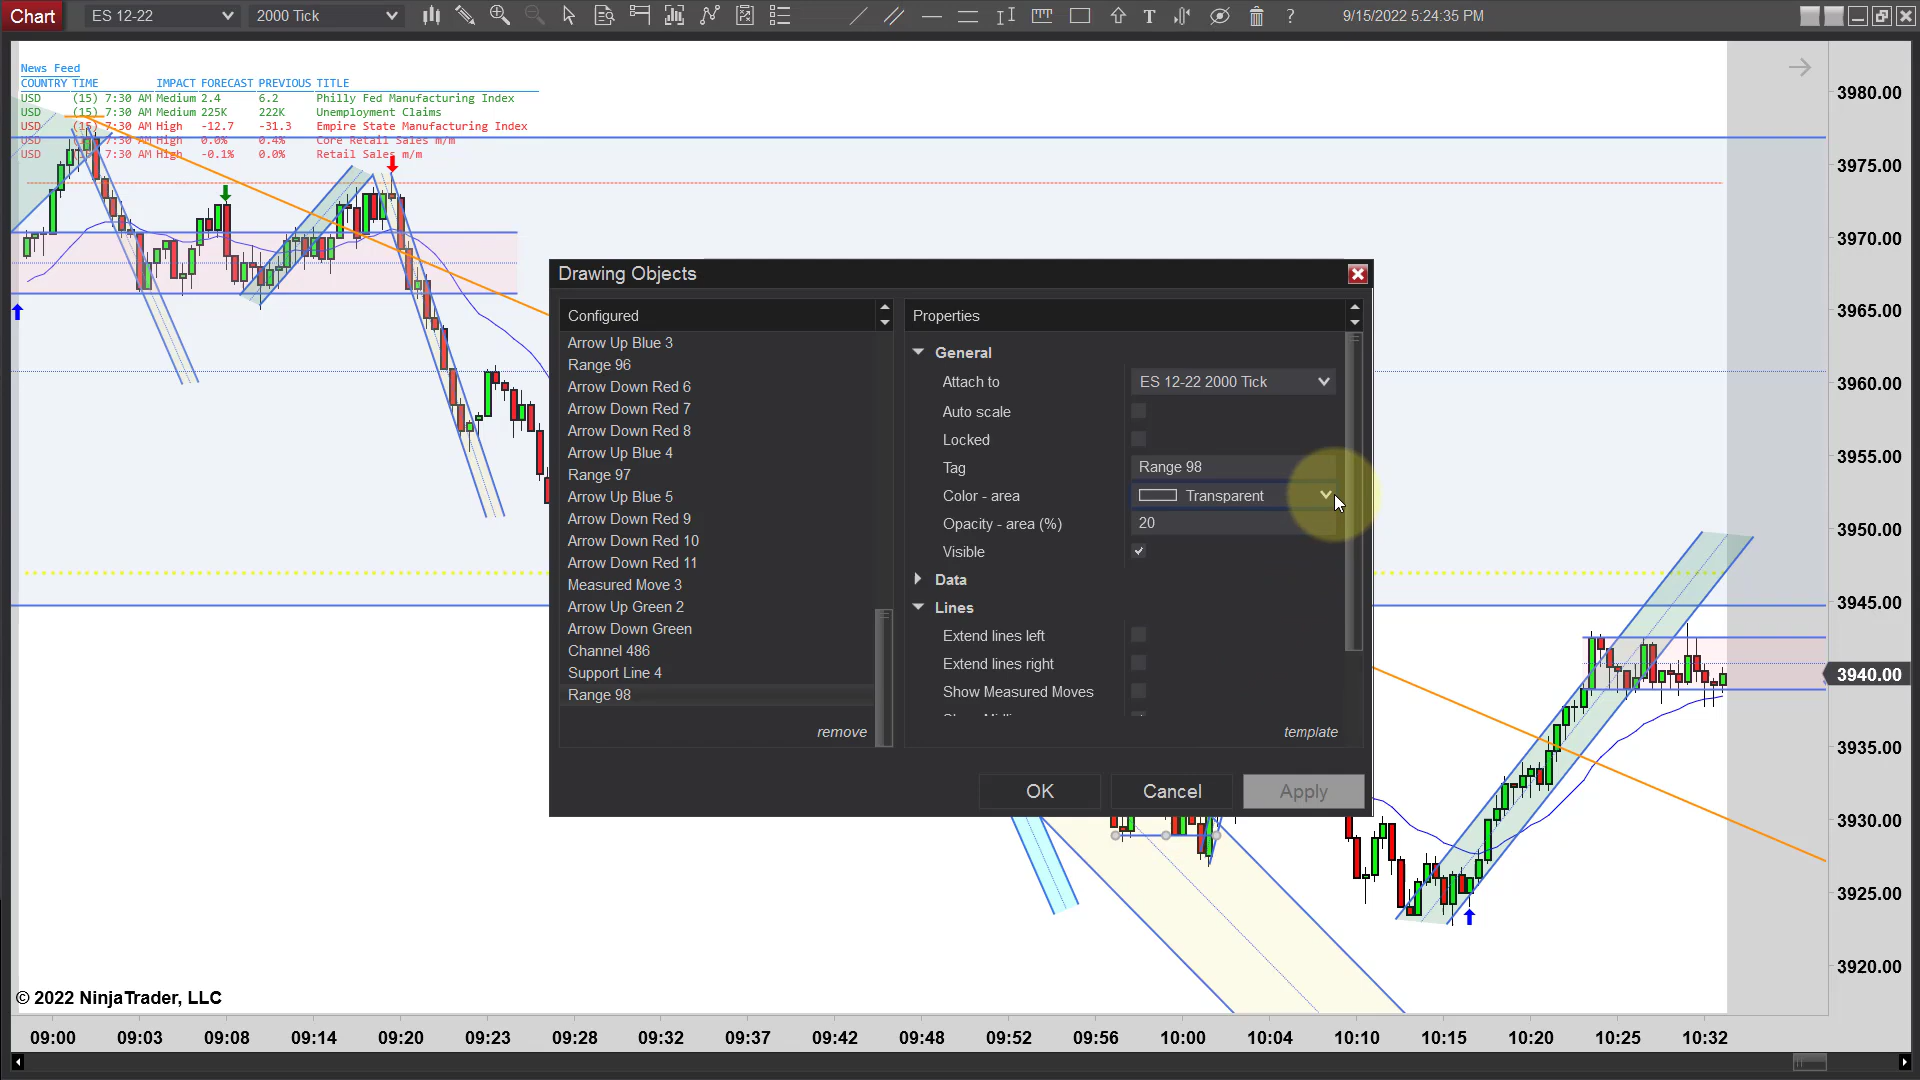 Chart ES 12-22 2000 Tick T ? 9/15/2022 5:24:35 PM
News Feed
COUNTRY TIME IMPACT FORECAST PREVIOUS TITLE
USD (15) 7:30 AM Medium 2.4 6.2 Philly Fed Manufacturing Index
USD (15) 7:30 AM Medium 225K 222K Unemployment Claims
USD (15) 7:30 AM High -12.7 -31.3 Empire State Manufacturing Index
USD (15) 7:30 AM High 0.0% 0.4% Core Retail Sales m/m
USD (15) 7:30 AM High -0.1% 0.0% Retail Sales m/m
Drawing Objects
Configured
Arrow Up Blue 3
Range 96
Arrow Down Red 6
Arrow Down Red 7
Arrow Down Red 8
Arrow Up Blue 4
Range 97
Arrow Up Blue 5
Arrow Down Red 9
Arrow Down Red 10
Arrow Down Red 11
Measured Move 3
Arrow Up Green 2
Arrow Down Green
Channel 486
Support Line 4
Range 98
remove
Properties
General
Attach to ES 12-22 2000 Tick
Auto scale
Locked
Tag Range 98
Color - area Transparent
Opacity - area (%) 20
Visible
Data
Lines
Extend lines left
Extend lines right
Show Measured Moves
template
OK Cancel Apply
3980.00
3975.00
3970.00
3965.00
3960.00
3955.00
3950.00
3945.00
3940.00
3935.00
3930.00
3925.00
3920.00
© 2022 NinjaTrader, LLC
09:00 09:03 09:08 09:14 09:20 09:23 09:28 09:32 09:37 09:42 09:48 09:52 09:56 10:00 10:04 10:10 10:15 10:20 10:25 10:32